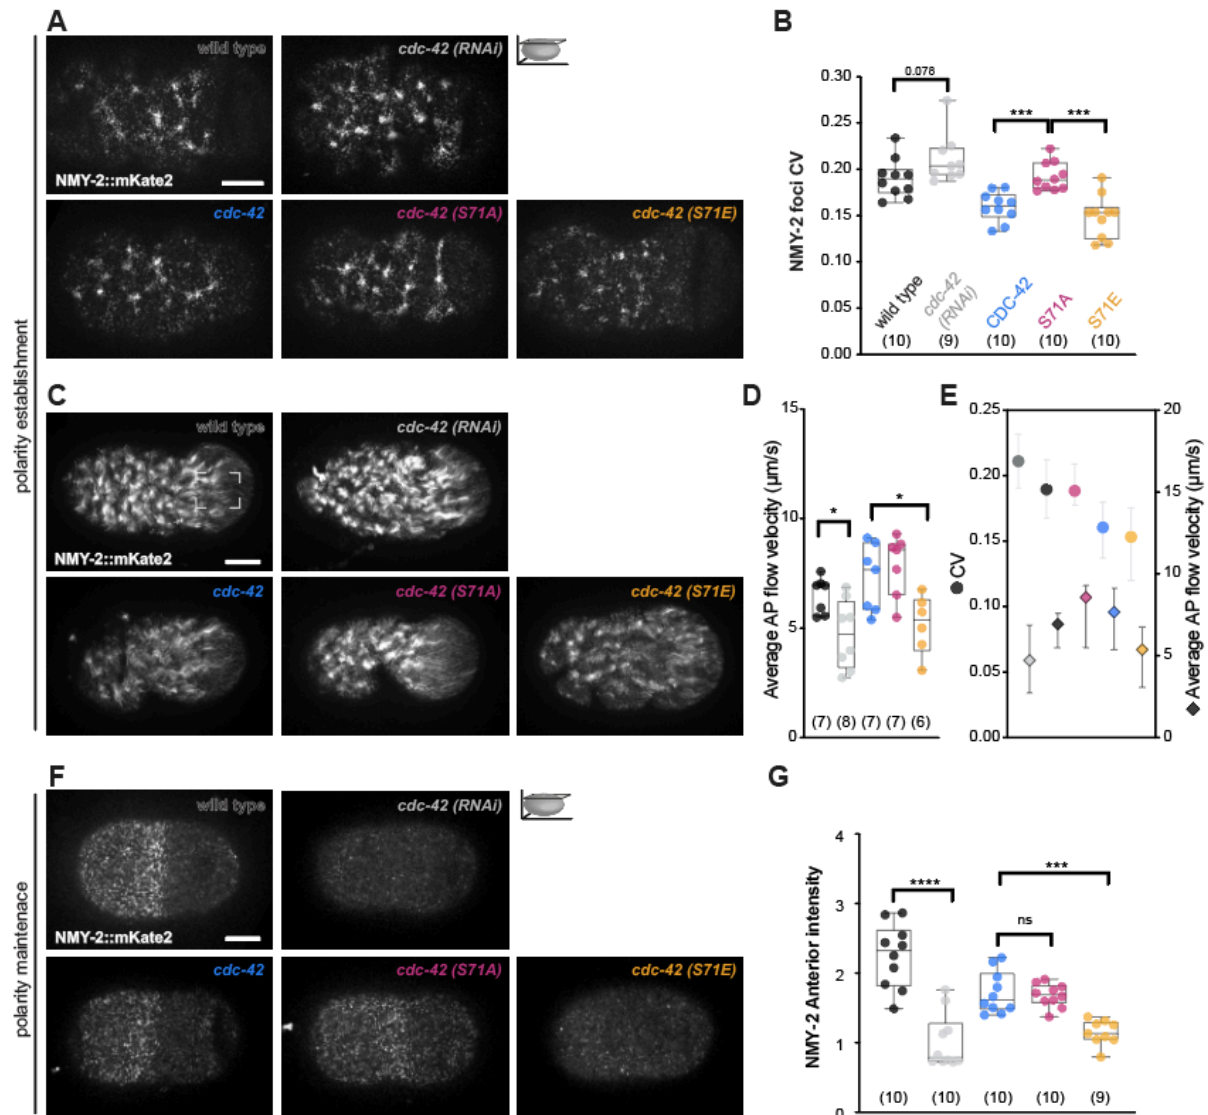 A
wild type
cdc-42 (RNAi)
NMY-2::mKate2
cdc-42
cdc-42 (S71A)
cdc-42 (S71E)
polarity establishment
B
NMY-2 foci CV
0.30
0.25
0.20
0.15
0.10
0.05
0.00
0.078
***
***
wild type
cdc-42
(RNAi)
CDC-42
S71A
S71E
(10)
(9)
(10)
(10)
(10)
C
wild type
cdc-42 (RNAi)
NMY-2::mKate2
cdc-42
cdc-42 (S71A)
cdc-42 (S71E)
D
Average AP flow velocity (µm/s)
15
10
5
0
*
*
(7)
(8)
(7)
(7)
(6)
E
CV
0.25
0.20
0.15
0.10
0.05
0.00
20
15
10
5
0
Average AP flow velocity (µm/s)
F
wild type
cdc-42 (RNAi)
NMY-2::mKate2
cdc-42
cdc-42 (S71A)
cdc-42 (S71E)
polarity maintenace
G
NMY-2 Anterior intensity
4
3
2
1
0
****
***
ns
(10)
(10)
(10)
(10)
(9)